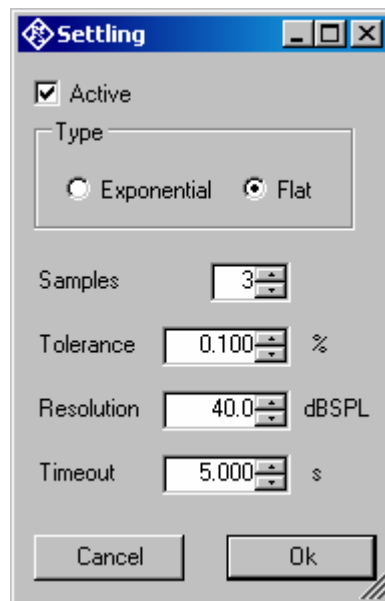 Settling
Active
Type
Exponential Flat
Samples 3
Tolerance 0.100 %
Resolution 40.0 dBSPL
Timeout 5.000 s
Cancel Ok